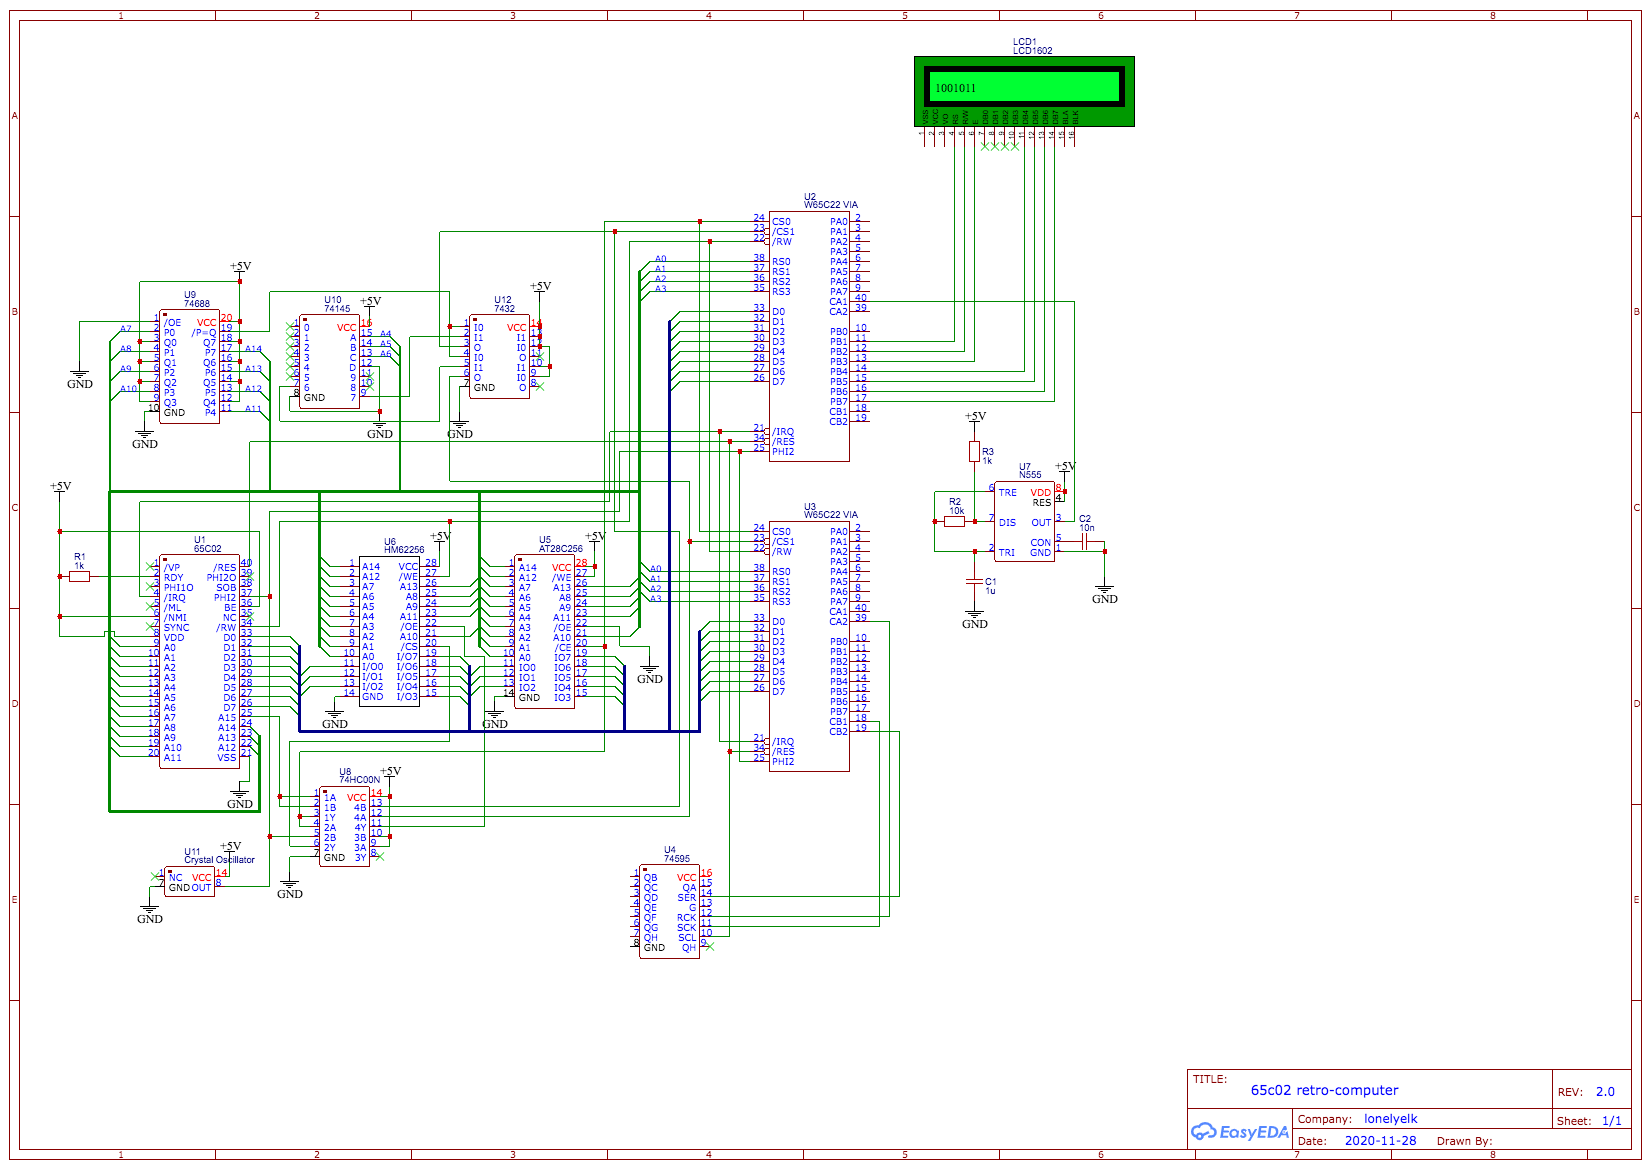 1 2 3 4 5 6 7 8
A
B
C
D
E
LCD1
LCD1602
1001011
VSS VCC VO RS R/W E DB0 DB1 DB2 DB3 DB4 DB5 DB6 DB7 BLA BLK
1 2 3 4 5 6 7 8 9 10 11 12 13 14 15 16
U2
W65C22 VIA
24 CS0 PA0 2
23 /CS1 PA1 3
22 /RW PA2 4
PA3 5
A0 38 RS0 PA4 6
A1 37 RS1 PA5 7
A2 36 RS2 PA6 8
A3 35 RS3 PA7 9
CA1 40
33 D0 CA2 39
32 D1
31 D2 PB0 10
30 D3 PB1 11
29 D4 PB2 12
28 D5 PB3 13
27 D6 PB4 14
26 D7 PB5 15
PB6 16
PB7 17
CB1 18
CB2 19
21 /IRQ
34 /RES
25 PHI2
+5V
U9
74688
1 /OE VCC 20
A7 2 P0 /P=Q 19
3 Q0 Q7 18
A8 4 P1 P7 17 A14
5 Q1 Q6 16
A9 6 P2 P6 15 A13
7 Q2 Q5 14
A10 8 P3 P5 13 A12
9 Q3 Q4 12
10 GND P4 11 A11
GND
GND
U10
74145
+5V
1 0 VCC 16
2 1 A 15 A4
3 2 B 14 A5
4 3 C 13 A6
5 4 D 12
6 5 9 11
7 6 8 10
8 GND 7 9
GND
U12
7432
+5V
1 I0 VCC 14
2 I1 I1 13
3 O I0 12
4 I0 O 11
5 I1 I1 10
6 O I0 9
7 GND O 8
GND
+5V
R3
1k
R2
10k
U7
N555
+5V
6 TRE VDD 8
RES 4
7 DIS OUT 3
CON 5
2 TRI GND 1
C2
10n
C1
1u
GND
GND
+5V
R1
1k
U1
65C02
1 /VP /RES 40
2 RDY PHI2O 39
3 PHI1O SOB 38
4 /IRQ PHI2 37
5 /ML BE 36
6 /NMI NC 35
7 SYNC /RW 34
8 VDD D0 33
9 A0 D1 32
10 A1 D2 31
11 A2 D3 30
12 A3 D4 29
13 A4 D5 28
14 A5 D6 27
15 A6 D7 26
16 A7 A15 25
17 A8 A14 24
18 A9 A13 23
19 A10 A12 22
20 A11 VSS 21
GND
U6
HM62256
+5V
1 A14 VCC 28
2 A12 /WE 27
3 A7 A13 26
4 A6 A8 25
5 A5 A9 24
6 A4 A11 23
7 A3 /OE 22
8 A2 A10 21
9 A1 /CS 20
10 A0 I/O7 19
11 I/O0 I/O6 18
12 I/O1 I/O5 17
13 I/O2 I/O4 16
14 GND I/O3 15
GND
U5
AT28C256
+5V
1 A14 VCC 28
2 A12 /WE 27
3 A7 A13 26
4 A6 A8 25
5 A5 A9 24
6 A4 A11 23
7 A3 /OE 22
8 A2 A10 21
9 A1 /CE 20
10 A0 IO7 19
11 IO0 IO6 18
12 IO1 IO5 17
13 IO2 IO4 16
14 GND IO3 15
GND
GND
U3
W65C22 VIA
24 CS0 PA0 2
23 /CS1 PA1 3
22 /RW PA2 4
PA3 5
A0 38 RS0 PA4 6
A1 37 RS1 PA5 7
A2 36 RS2 PA6 8
A3 35 RS3 PA7 9
CA1 40
33 D0 CA2 39
32 D1
31 D2 PB0 10
30 D3 PB1 11
29 D4 PB2 12
28 D5 PB3 13
27 D6 PB4 14
26 D7 PB5 15
PB6 16
PB7 17
CB1 18
CB2 19
21 /IRQ
34 /RES
25 PHI2
U8
74HC00N
+5V
1 1A VCC 14
2 1B 4B 13
3 1Y 4A 12
4 2A 4Y 11
5 2B 3B 10
6 2Y 3A 9
7 GND 3Y 8
GND
U11
Crystal Oscillator
+5V
1 NC VCC 14
7 GND OUT 8
GND
U4
74595
1 QB VCC 16
2 QC QA 15
3 QD SER 14
4 QE G 13
5 QF RCK 12
6 QG SCK 11
7 QH SCL 10
8 GND QH 9
TITLE:
65c02 retro-computer
REV: 2.0
EasyEDA
Company: lonelyelk
Sheet: 1/1
Date: 2020-11-28 Drawn By:
A
B
C
D
E
1 2 3 4 5 6 7 8